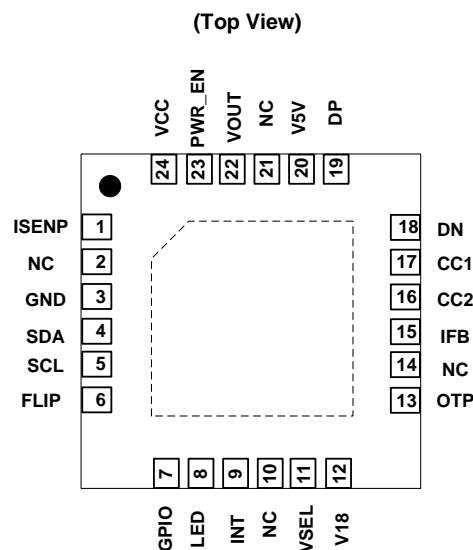 (Top View)
VCC PWR_EN VOUT NC V5V DP
24 23 22 21 20 19
ISENP 1 18 DN
NC 2 17 CC1
GND 3 16 CC2
SDA 4 15 IFB
SCL 5 14 NC
FLIP 6 13 OTP
7 8 9 10 11 12
GPIO LED INT NC VSEL V18